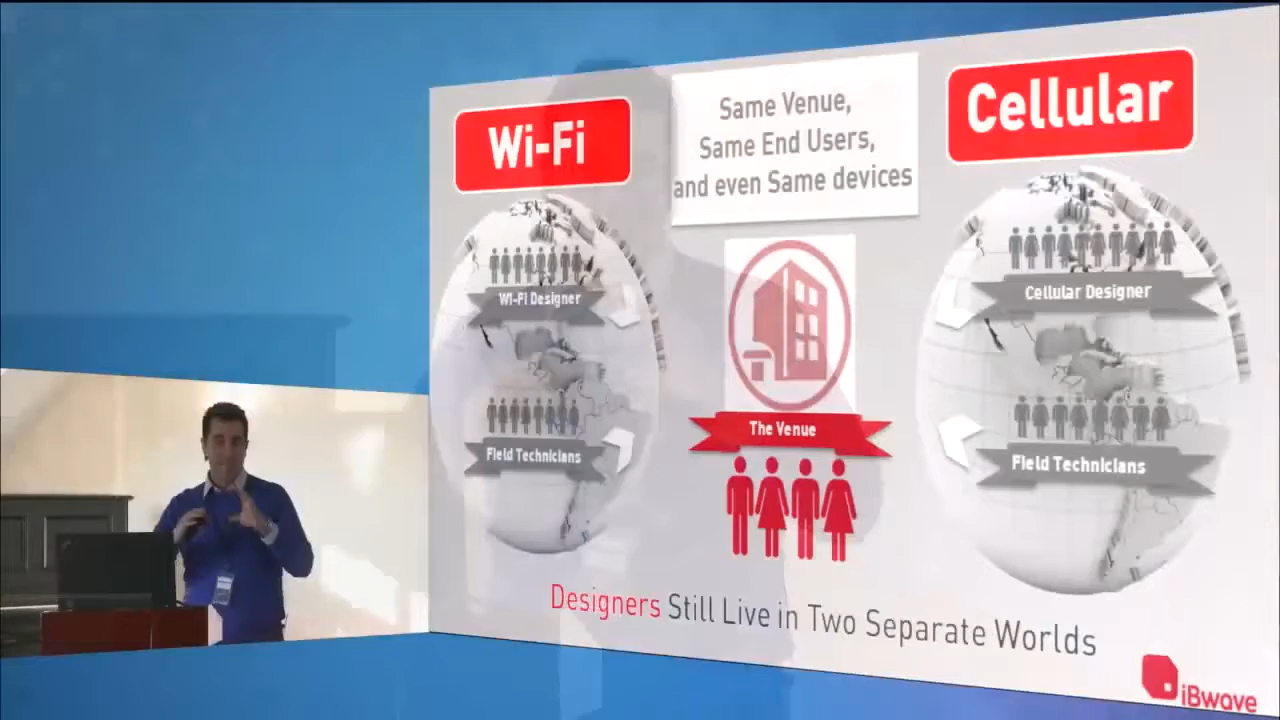 Wi-Fi
Same Venue,
Same End Users,
and even Same devices
Cellular
Wi-Fi Designer
Field Technicians
The Venue
Cellular Designer
Field Technicians
Designers Still Live in Two Separate Worlds
iBwave